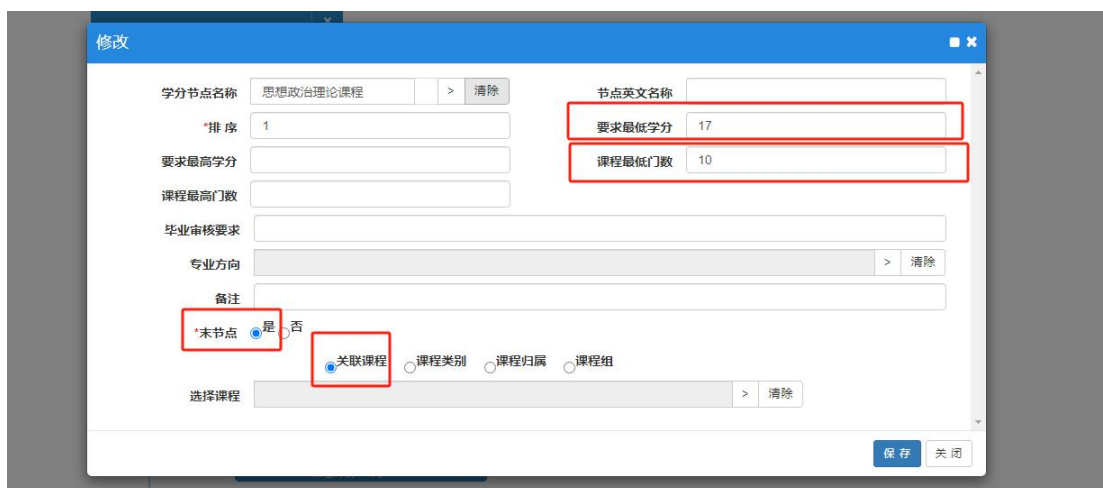 修改
学分节点名称 思想政治理论课程 > 清除 节点英文名称
*排 序 1 要求最低学分 17
要求最高学分 课程最低门数 10
课程最高门数
毕业审核要求
专业方向 > 清除
备注
*末节点 是 否
关联课程 课程类别 课程归属 课程组
选择课程 > 清除
保 存 关 闭